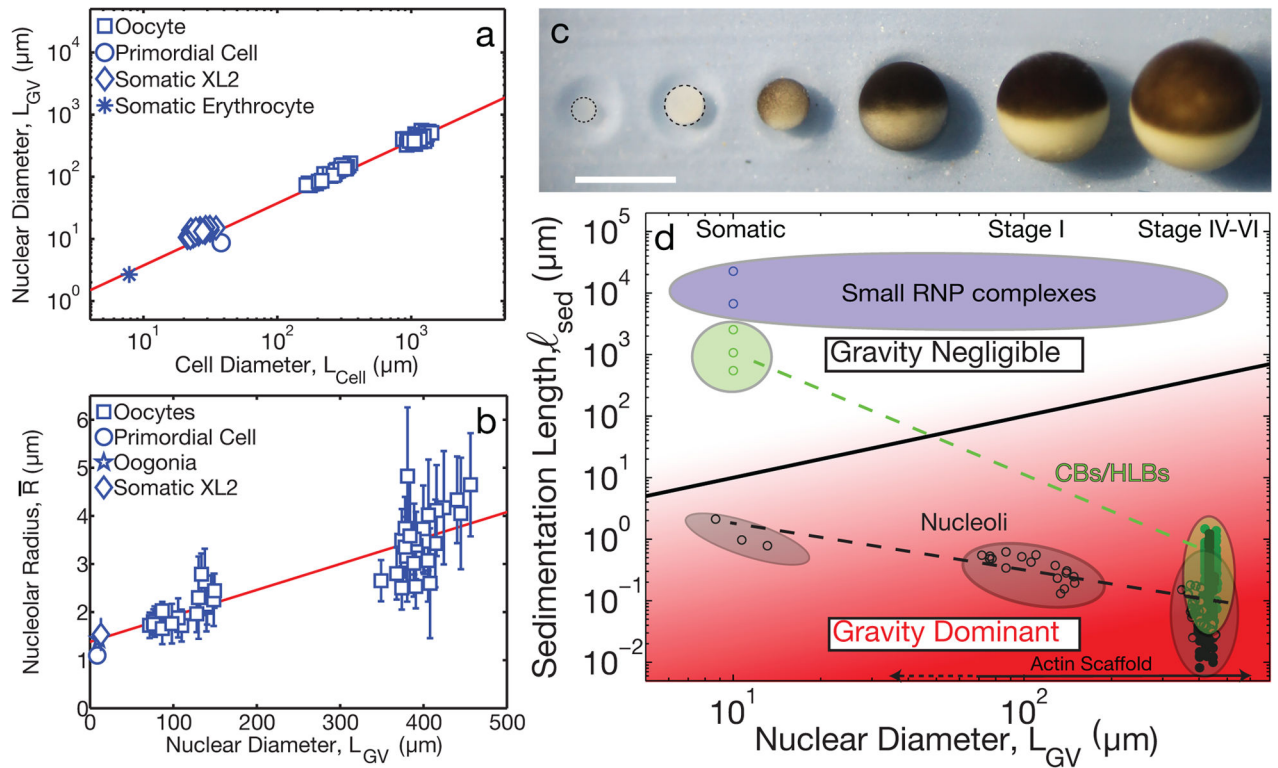 a
Oocyte
Primordial Cell
Somatic XL2
Somatic Erythrocyte
Nuclear Diameter, L_GV (µm)
10^4
10^3
10^2
10^1
10^0
10^1
10^2
10^3
Cell Diameter, L_Cell (µm)
b
Oocytes
Primordial Cell
Oogonia
Somatic XL2
Nucleolar Radius, R̅ (µm)
6
5
4
3
2
1
0
0
100
200
300
400
500
Nuclear Diameter, L_GV (µm)
c
d
Somatic
Stage I
Stage IV-VI
Sedimentation Length, ℓ_sed (µm)
10^5
10^4
10^3
10^2
10^1
10^0
10^-1
10^-2
Small RNP complexes
Gravity Negligible
CBs/HLBs
Nucleoli
Gravity Dominant
Actin Scaffold
10^1
10^2
Nuclear Diameter, L_GV (µm)